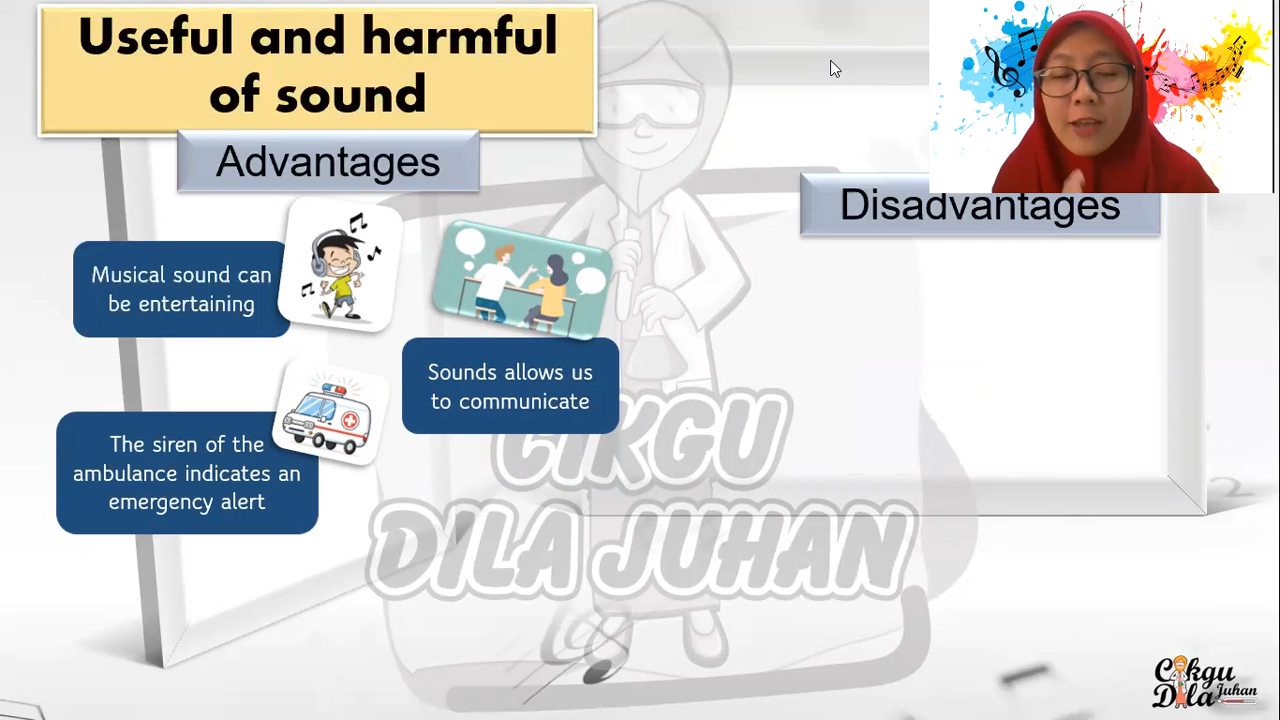 Useful and harmful
of sound
Advantages
Disadvantages
Musical sound can
be entertaining
Sounds allows us
to communicate
The siren of the
ambulance indicates an
emergency alert
CIKGU
DILA JUHAN
Cikgu
Dila Juhan